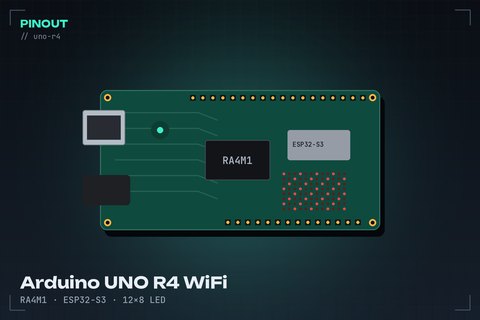 PINOUT
// uno-r4
RA4M1
ESP32-S3
Arduino UNO R4 WiFi
RA4M1 · ESP32-S3 · 12×8 LED